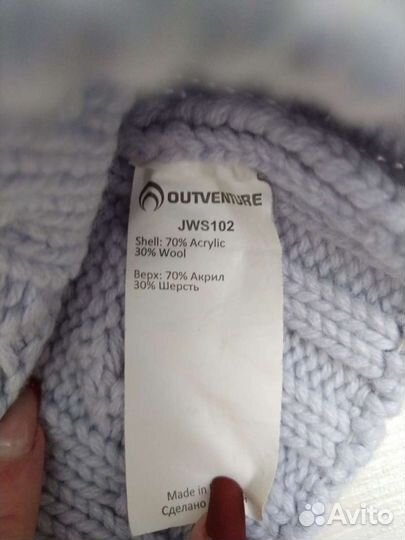 OUTVENTURE
JWS102
Shell: 70% Acrylic
30% Wool
Верх: 70% Акрил
30% Шерсть
Made in
Сделано
Avito